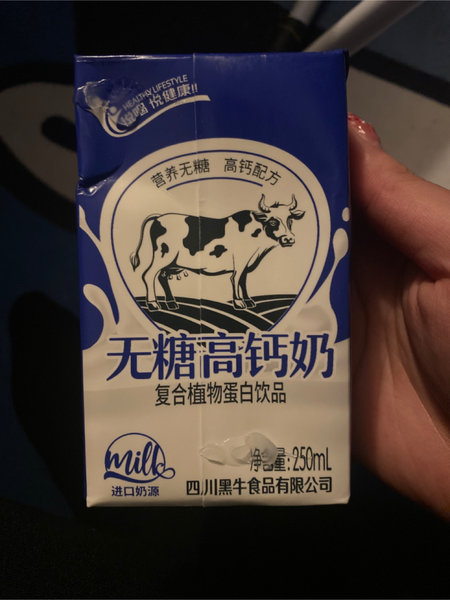 HEALTHY LIFESTYLE
悦健康!!
营养无糖 高钙配方
无糖高钙奶
复合植物蛋白饮品
milk
进口奶源
净含量:250mL
四川黑牛食品有限公司